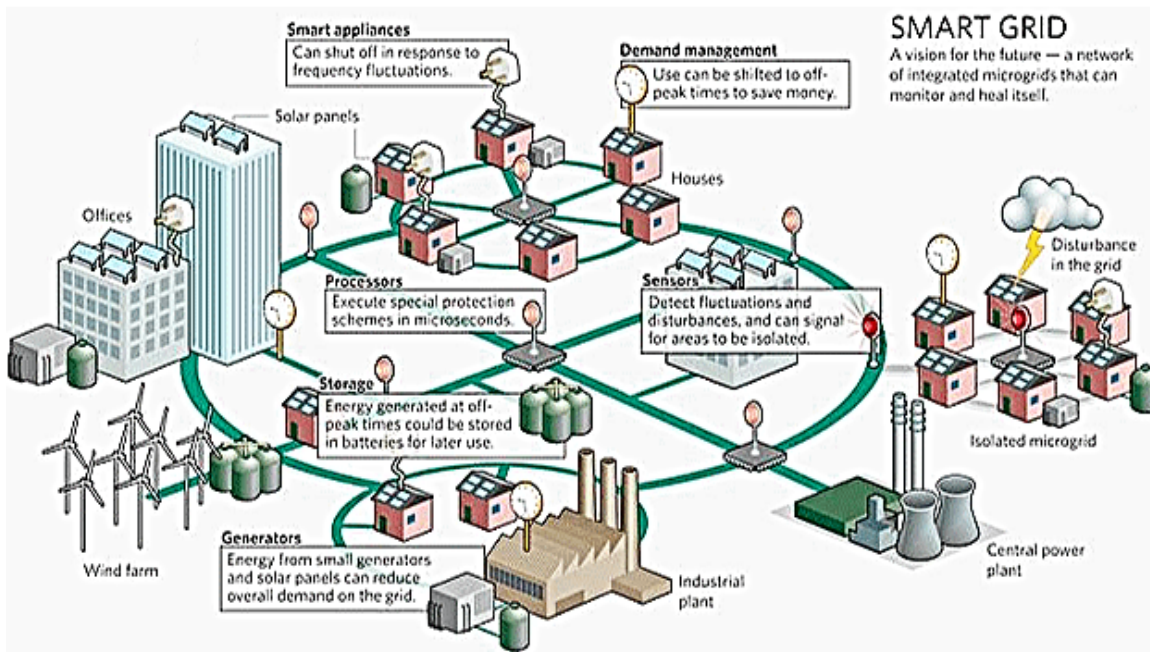 SMART GRID
A vision for the future — a network
of integrated microgrids that can
monitor and heal itself.
Smart appliances
Can shut off in response to
frequency fluctuations.
Demand management
Use can be shifted to off-
peak times to save money.
Solar panels
Houses
Offices
Disturbance
in the grid
Processors
Execute special protection
schemes in microseconds.
Sensors
Detect fluctuations and
disturbances, and can signal
for areas to be isolated.
Storage
Energy generated at off-
peak times could be stored
in batteries for later use.
Isolated microgrid
Generators
Energy from small generators
and solar panels can reduce
overall demand on the grid.
Wind farm
Industrial
plant
Central power
plant